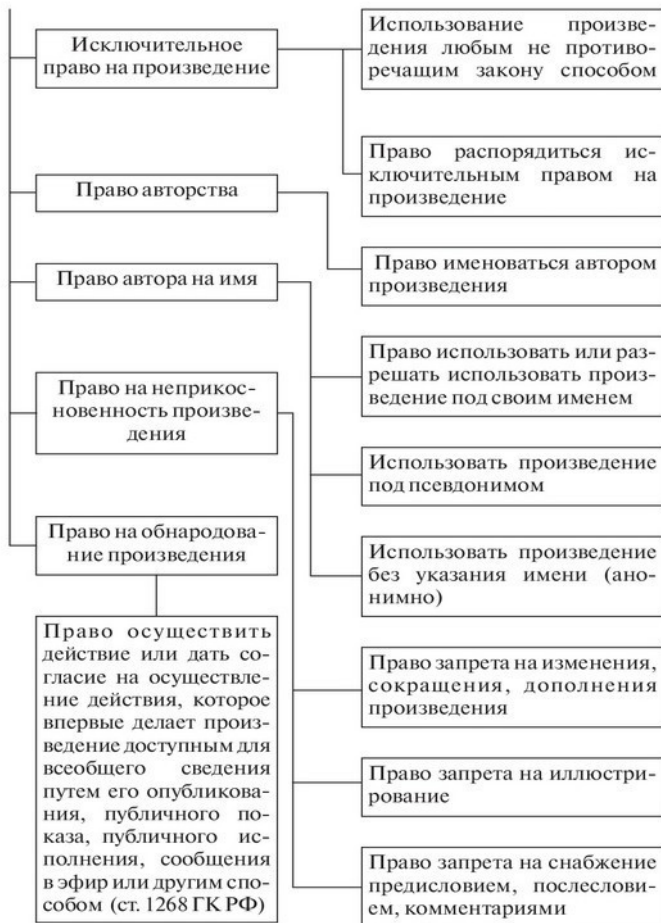 Исключительное
право на произведение
Использование произве-
дения любым не противо-
речащим закону способом
Право распорядиться ис-
ключительным правом на
произведение
Право авторства
Право именоваться автором
произведения
Право автора на имя
Право использовать или раз-
решать использовать произ-
ведение под своим именем
Использовать произведение
под псевдонимом
Использовать произведение
без указания имени (ано-
нимно)
Право на неприкос-
новенность произве-
дения
Право запрета на изменения,
сокращения, дополнения
произведения
Право запрета на иллюстри-
рование
Право запрета на снабжение
предисловием, послеслови-
ем, комментариями
Право на обнародова-
ние произведения
Право осуществить
действие или дать со-
гласие на осуществле-
ние действия, которое
впервые делает произ-
ведение доступным для
всеобщего сведения
путем его опубликова-
ния, публичного по-
каза, публичного ис-
полнения, сообщения
в эфир или другим спо-
собом (ст. 1268 ГК РФ)